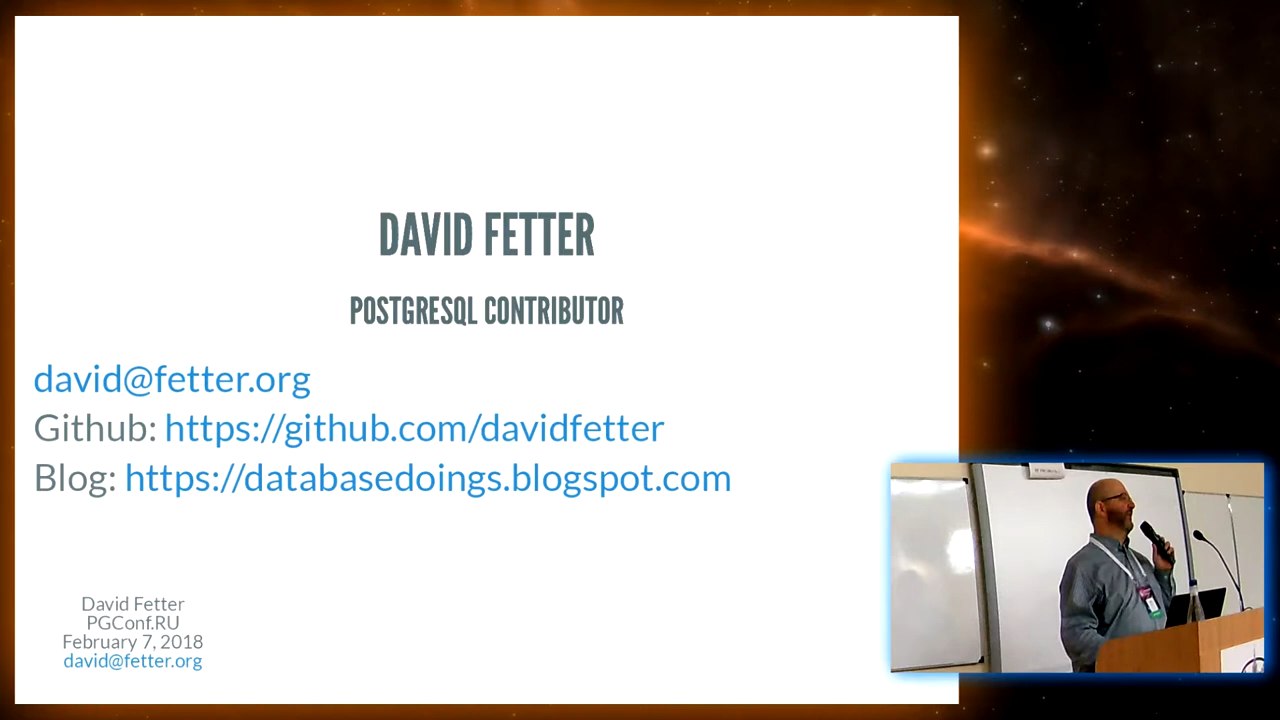 DAVID FETTER
POSTGRESQL CONTRIBUTOR
david@fetter.org
Github: https://github.com/davidfetter
Blog: https://databasedoings.blogspot.com
David Fetter
PGConf.RU
February 7, 2018
david@fetter.org